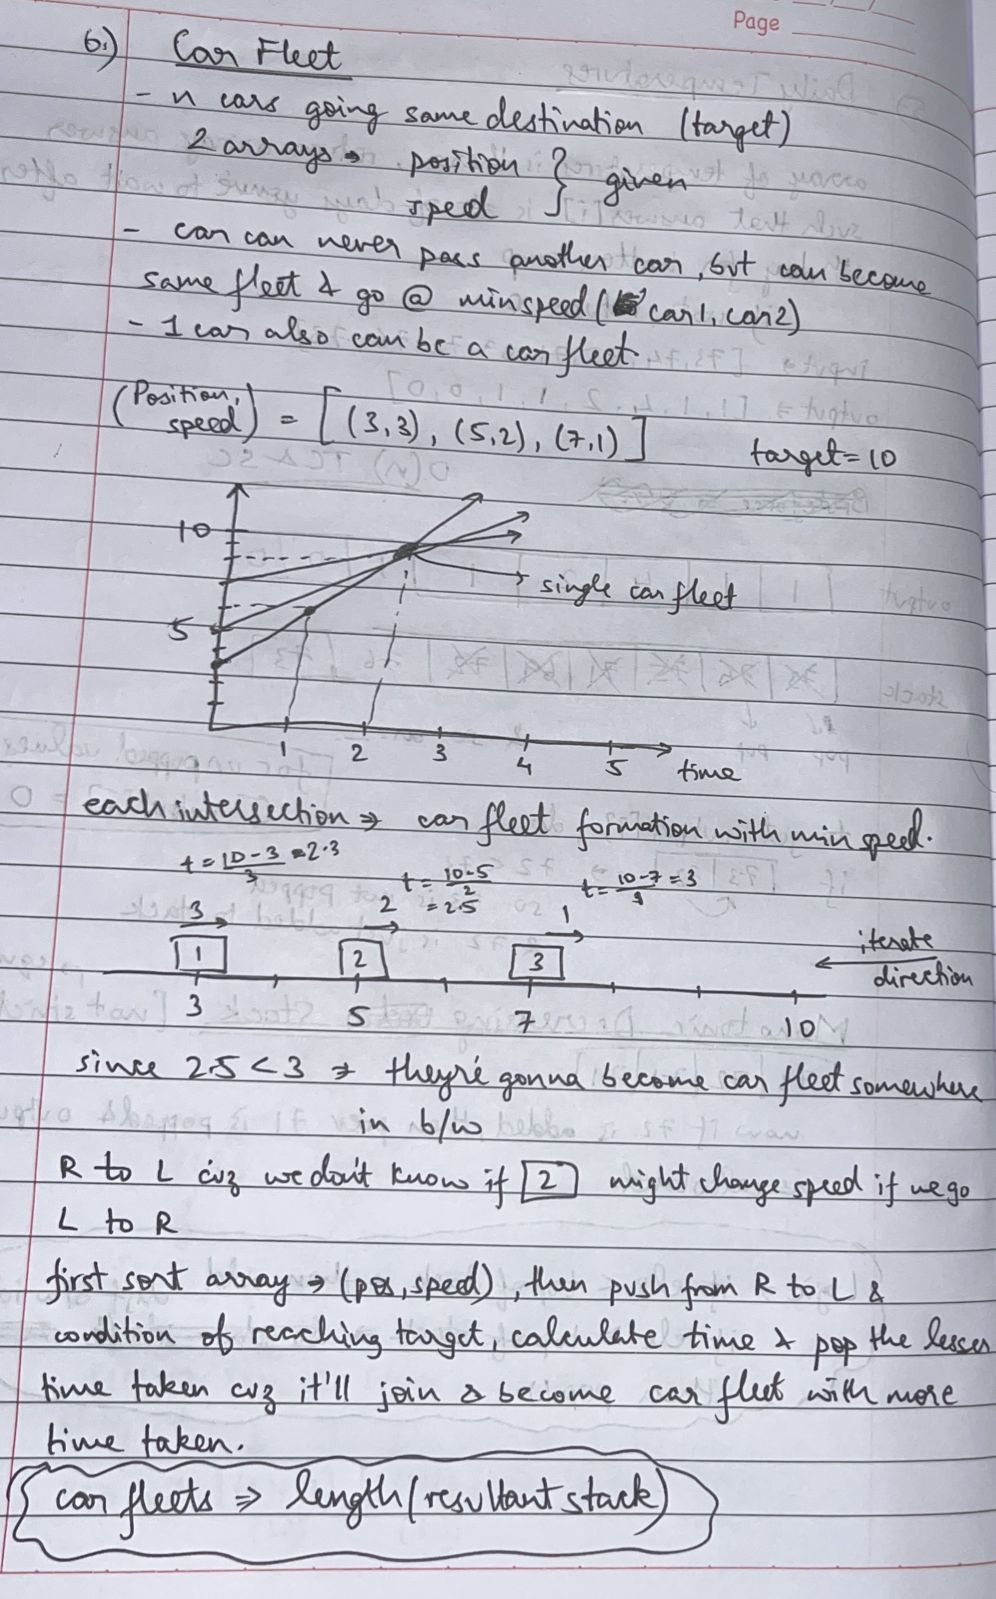 Page
6.) Car Fleet
- n cars going same destination (target)
2 arrays → position } given
speed
- car can never pass another car, but can become
same fleet & go @ minspeed (car1, car2)
- 1 car also can be a car fleet.
(Position, speed) = [(3,3), (5,2), (7,1)] target=10
10
single car fleet
5
1 2 3 4 5 time
each intersection ⇒ car fleet formation with min speed.
t = 10-3/3 = 2.3 t = 10-5/2 = 2.5 t = 10-7/1 = 3
3 2 1
1 2 3 iterate
direction
3 5 7 10
since 2.5 < 3 ⇒ they're gonna become car fleet somewhere
in b/w
R to L cuz we don't know if 2 might change speed if we go
L to R
first sort array → (pos, speed), then push from R to L &
condition of reaching target, calculate time & pop the lesser
time taken cuz it'll join & become car fleet with more
time taken.
car fleets ⇒ length(resultant stack)